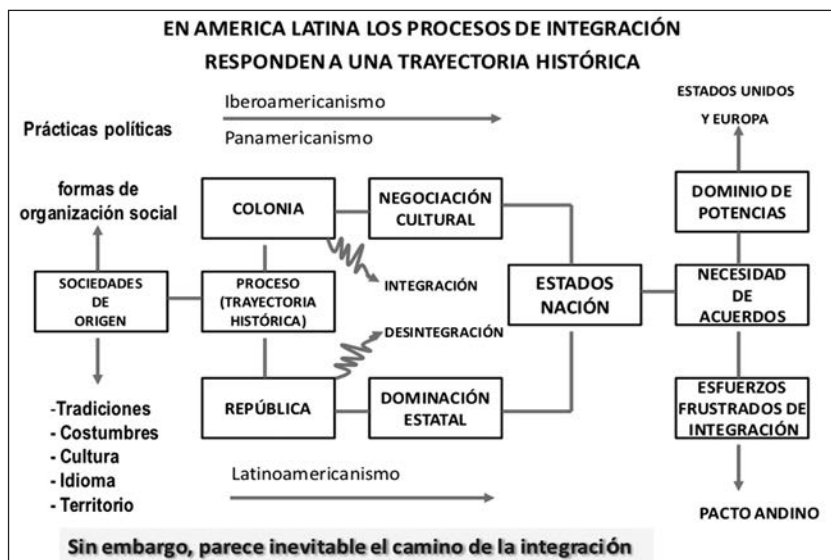 EN AMERICA LATINA LOS PROCESOS DE INTEGRACIÓN
RESPONDEN A UNA TRAYECTORIA HISTÓRICA
Prácticas políticas
Iberoamericanismo
Panamericanismo
ESTADOS UNIDOS
Y EUROPA
formas de
organización social
COLONIA
NEGOCIACIÓN
CULTURAL
DOMINIO DE
POTENCIAS
SOCIEDADES
DE
ORIGEN
PROCESO
(TRAYECTORIA
HISTÓRICA)
INTEGRACIÓN
DESINTEGRACIÓN
ESTADOS
NACIÓN
NECESIDAD
DE
ACUERDOS
REPÚBLICA
DOMINACIÓN
ESTATAL
ESFUERZOS
FRUSTRADOS DE
INTEGRACIÓN
-Tradiciones
- Costumbres
- Cultura
- Idioma
- Territorio
Latinoamericanismo
PACTO ANDINO
Sin embargo, parece inevitable el camino de la integración